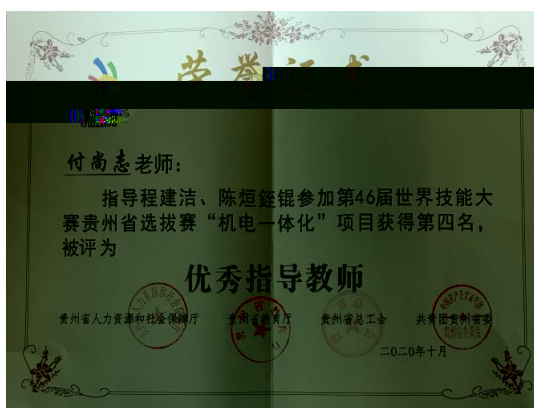 荣誉证书
付尚志老师：
指导程建洁、陈烜铚锟参加第46届世界技能大
赛贵州省选拔赛“机电一体化”项目获得第四名，
被评为
优秀指导教师
贵州省人力资源和社会保障厅 贵州省教育厅 贵州省总工会 共青团贵州省委
二〇二〇年十月